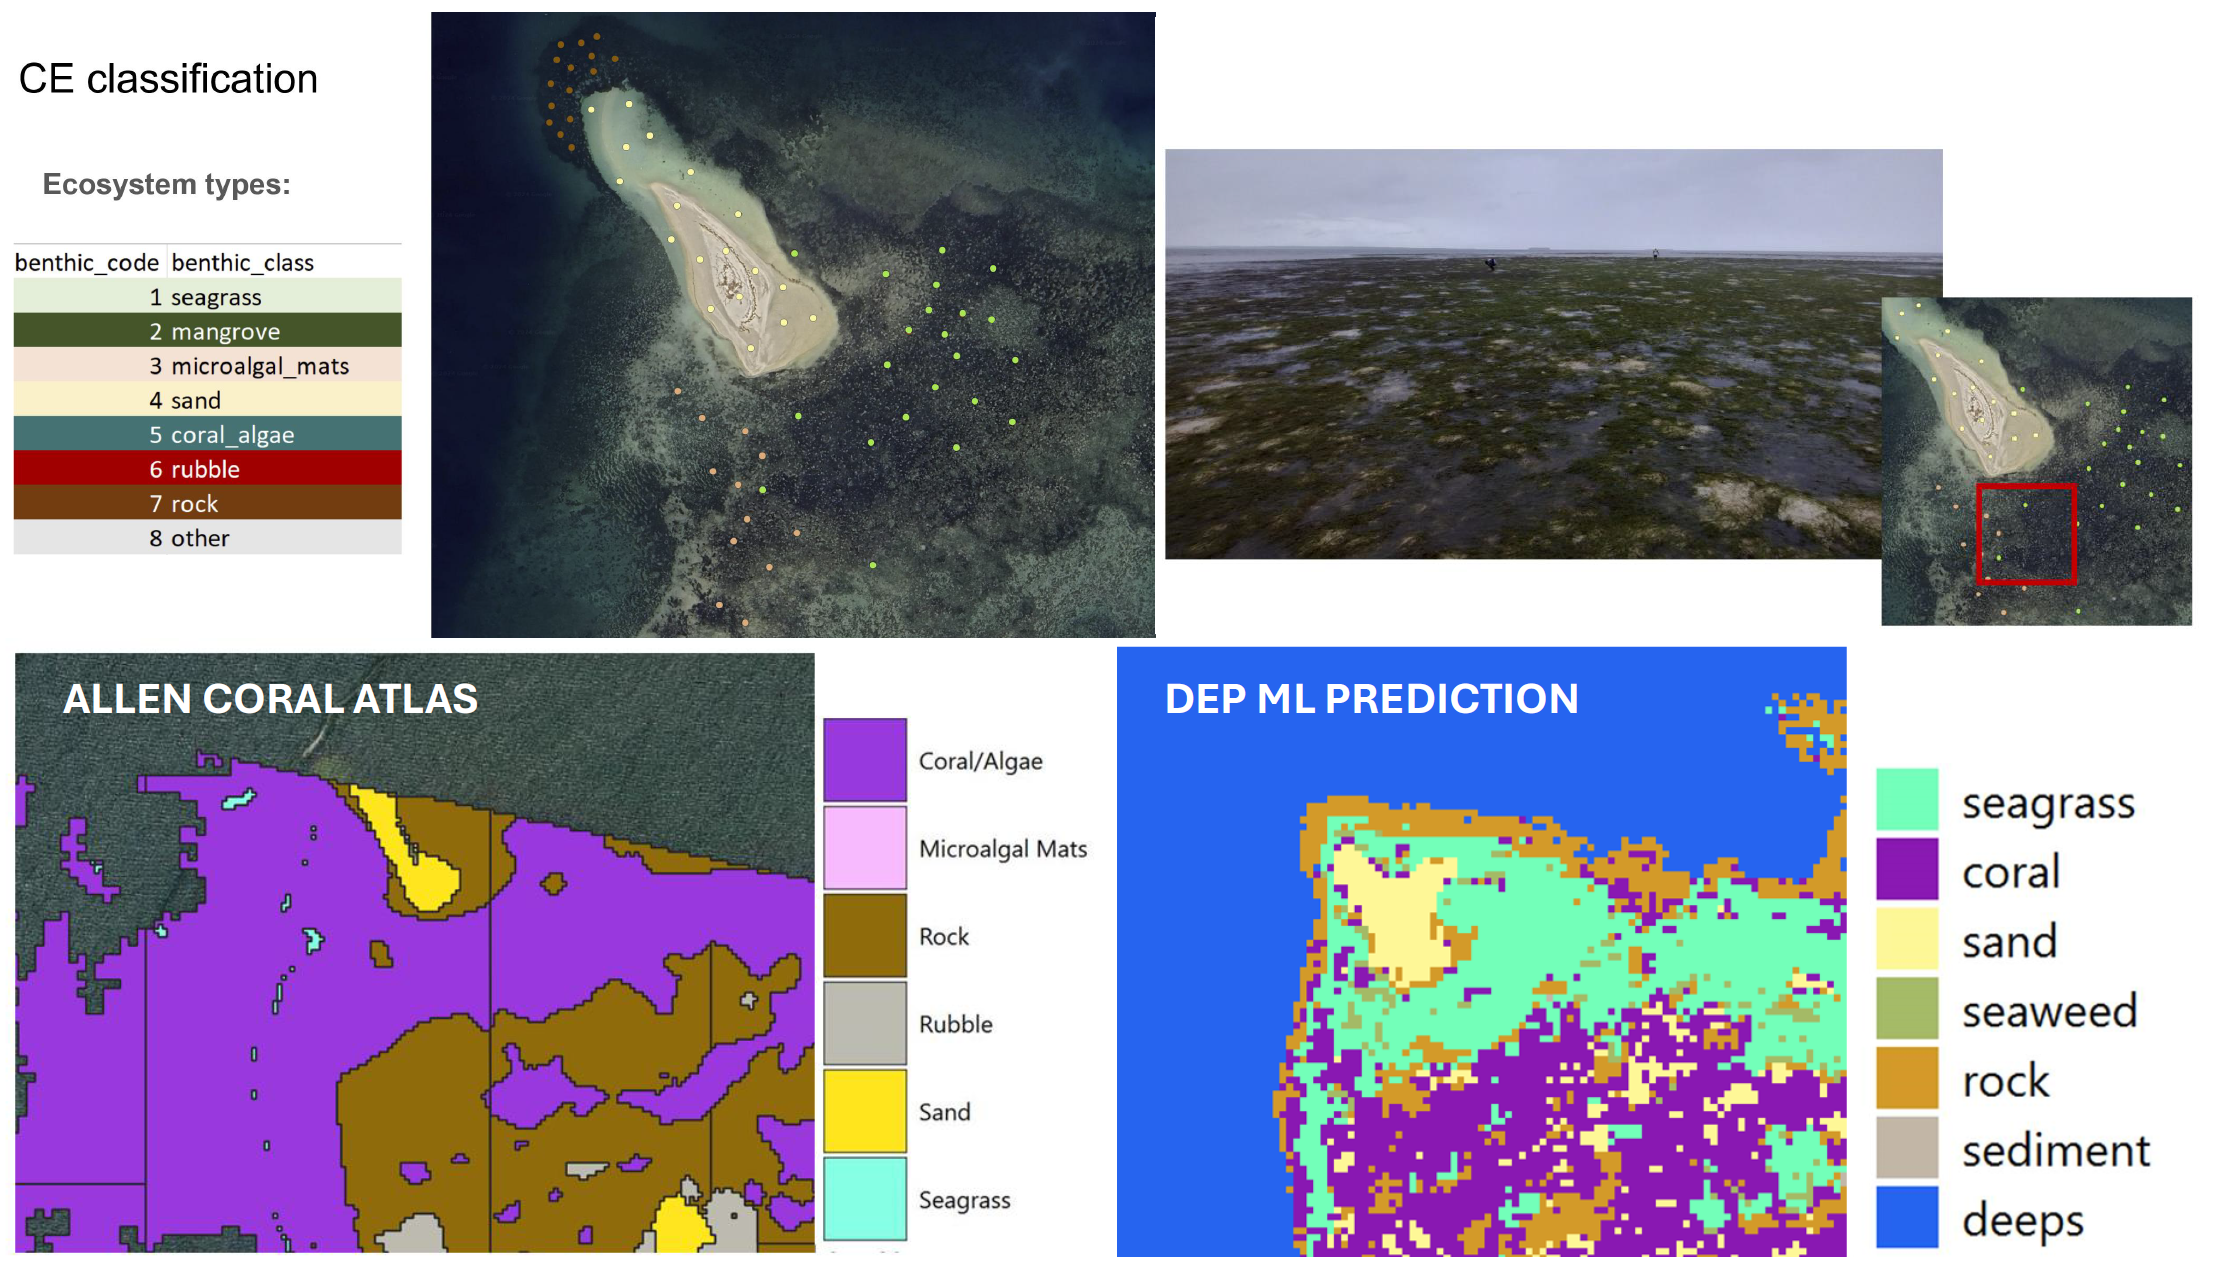 CE classification
Ecosystem types:
benthic_code benthic_class
1 seagrass
2 mangrove
3 microalgal_mats
4 sand
5 coral_algae
6 rubble
7 rock
8 other
ALLEN CORAL ATLAS
Coral/Algae
Microalgal Mats
Rock
Rubble
Sand
Seagrass
DEP ML PREDICTION
seagrass
coral
sand
seaweed
rock
sediment
deeps